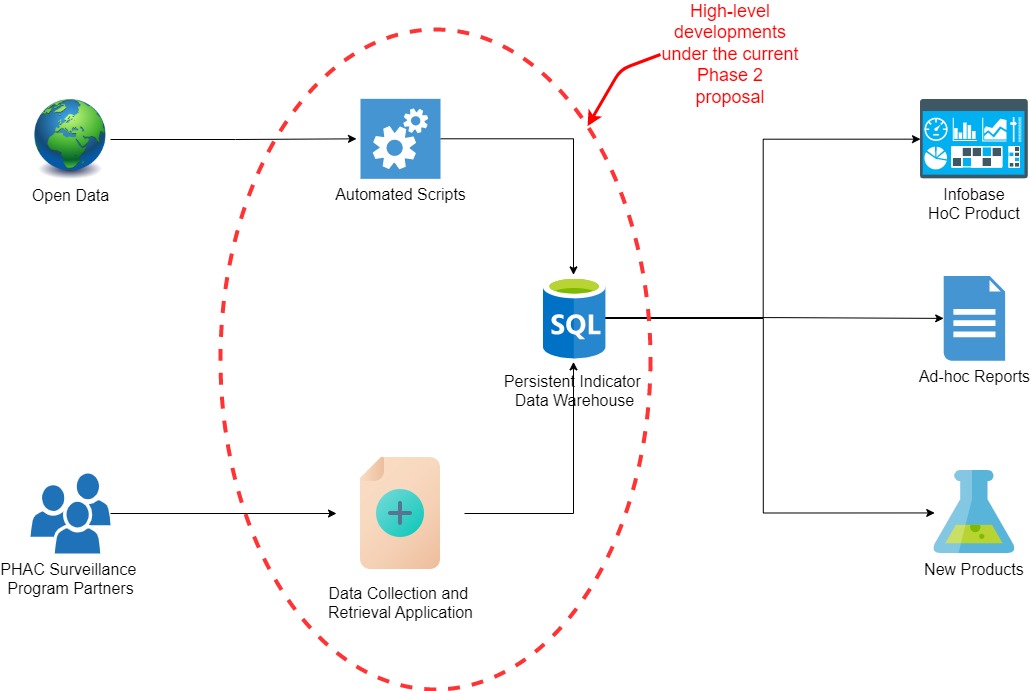 High-level
developments
under the current
Phase 2
proposal
Open Data
Automated Scripts
Infobase
HoC Product
SQL
Persistent Indicator
Data Warehouse
Ad-hoc Reports
PHAC Surveillance
Program Partners
Data Collection and
Retrieval Application
New Products